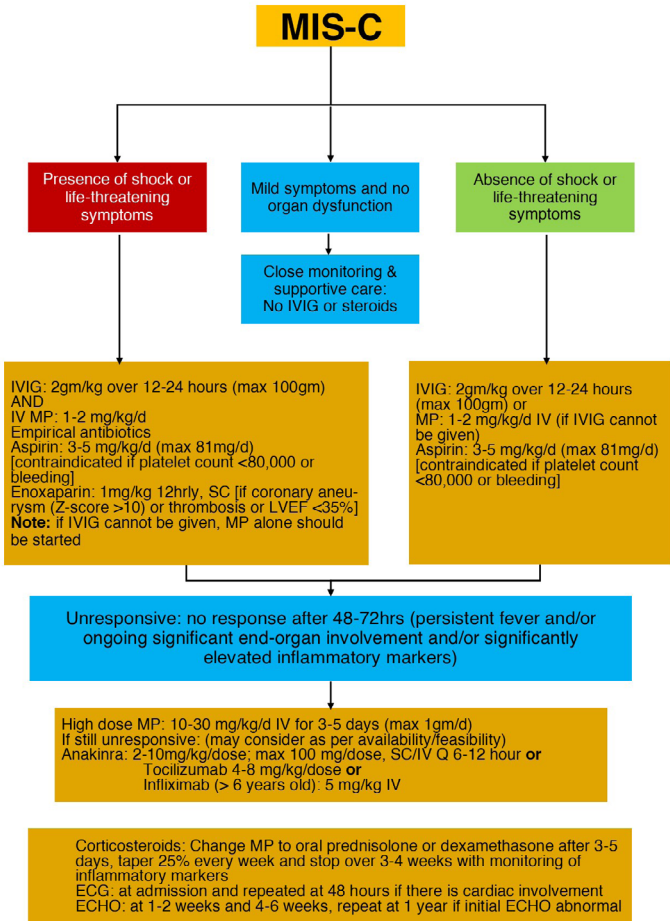 MIS-C
Presence of shock or
life-threatening
symptoms
Mild symptoms and no
organ dysfunction
Absence of shock or
life-threatening
symptoms
Close monitoring &
supportive care:
No IVIG or steroids
IVIG: 2gm/kg over 12-24 hours (max 100gm)
AND
IV MP: 1-2 mg/kg/d
Empirical antibiotics
Aspirin: 3-5 mg/kg/d (max 81mg/d)
[contraindicated if platelet count <80,000 or
bleeding]
Enoxaparin: 1mg/kg 12hrly, SC [if coronary aneu-
rysm (Z-score >10) or thrombosis or LVEF <35%]
Note: if IVIG cannot be given, MP alone should
be started
IVIG: 2gm/kg over 12-24 hours
(max 100gm) or
MP: 1-2 mg/kg/d IV (if IVIG cannot
be given)
Aspirin: 3-5 mg/kg/d (max 81mg/d)
[contraindicated if platelet count
<80,000 or bleeding]
Unresponsive: no response after 48-72hrs (persistent fever and/or
ongoing significant end-organ involvement and/or significantly
elevated inflammatory markers)
High dose MP: 10-30 mg/kg/d IV for 3-5 days (max 1gm/d)
If still unresponsive: (may consider as per availability/feasibility)
Anakinra: 2-10mg/kg/dose; max 100 mg/dose, SC/IV Q 6-12 hour or
Tocilizumab 4-8 mg/kg/dose or
Infliximab (> 6 years old): 5 mg/kg IV
Corticosteroids: Change MP to oral prednisolone or dexamethasone after 3-5
days, taper 25% every week and stop over 3-4 weeks with monitoring of
inflammatory markers
ECG: at admission and repeated at 48 hours if there is cardiac involvement
ECHO: at 1-2 weeks and 4-6 weeks, repeat at 1 year if initial ECHO abnormal